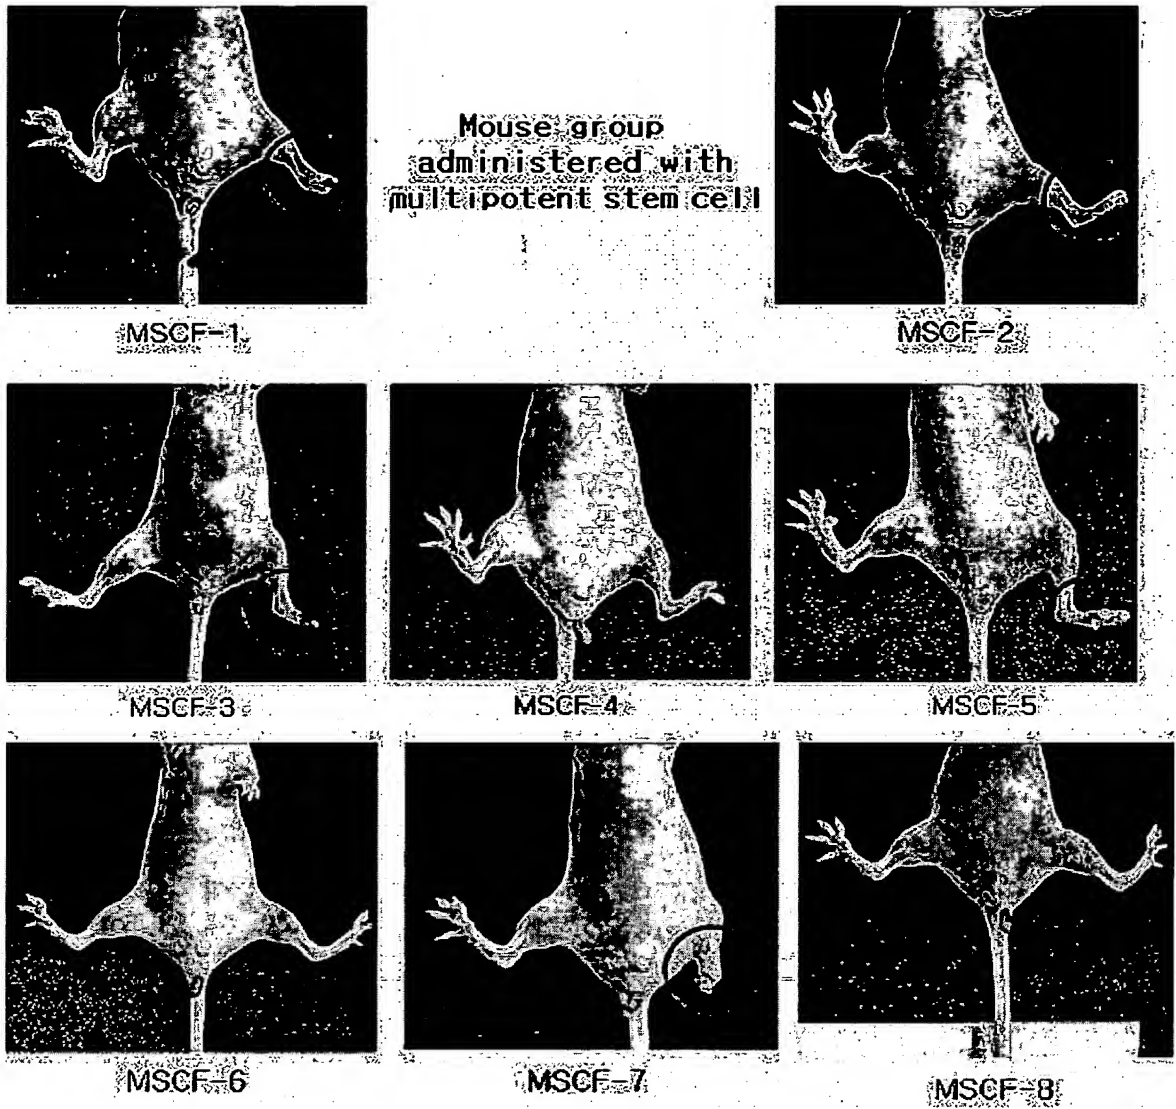 Mouse group
administered with
multipotent stem cell
MSCF-1
MSCF-2
MSCF-3
MSCF-4
MSCF-5
MSCF-6
MSCF-7
MSCF-8